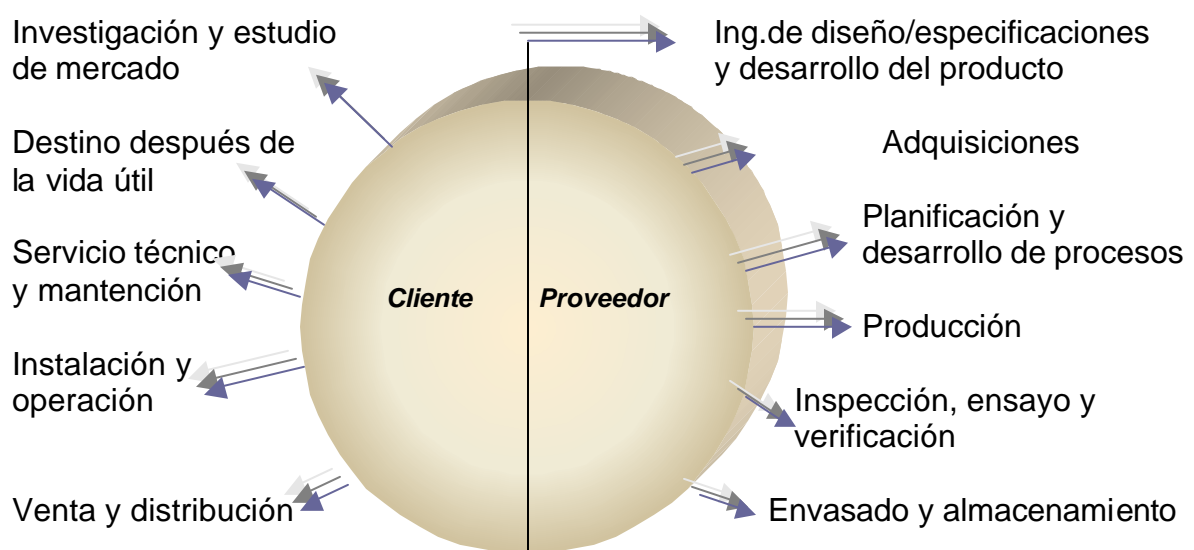 Investigación y estudio
de mercado
Destino después de
la vida útil
Servicio técnico
y mantención
Instalación y
operación
Venta y distribución
Cliente
Proveedor
Ing.de diseño/especificaciones
y desarrollo del producto
Adquisiciones
Planificación y
desarrollo de procesos
Producción
Inspección, ensayo y
verificación
Envasado y almacenamiento